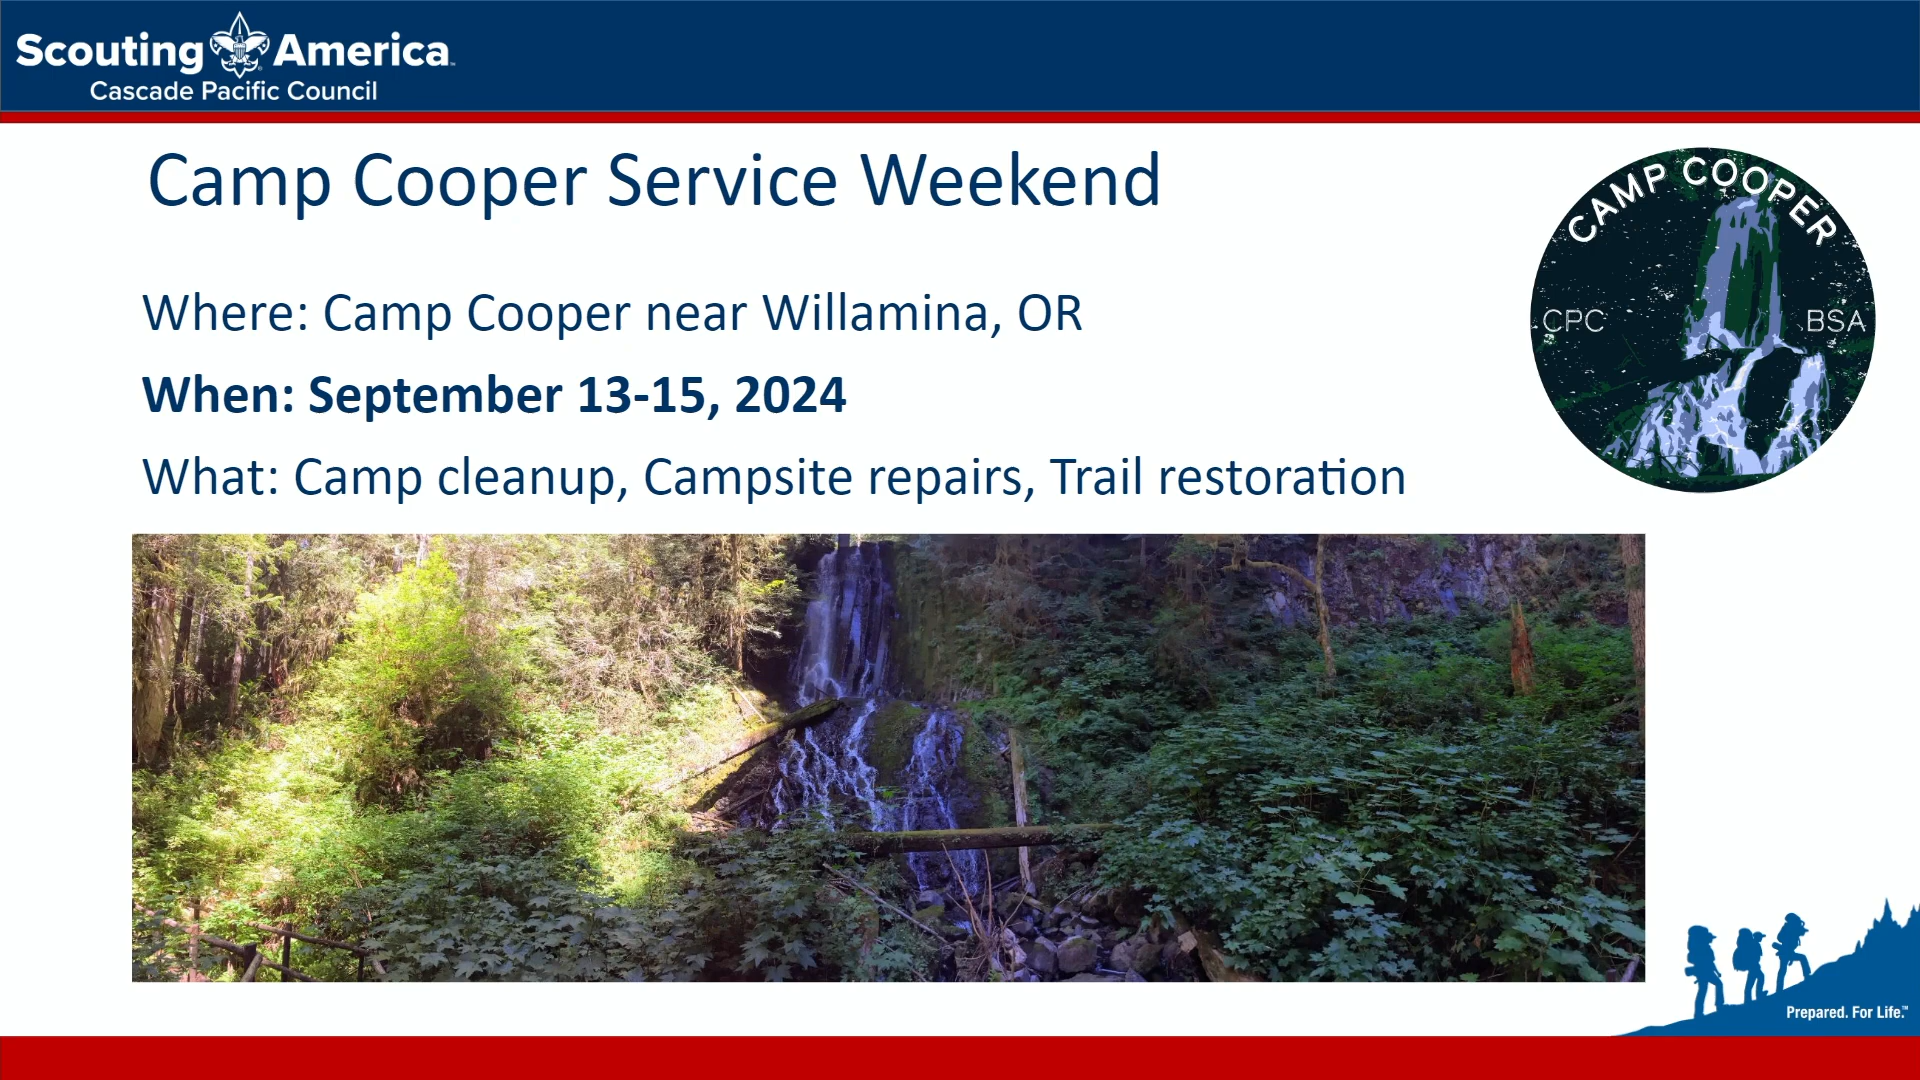 Scouting America
Cascade Pacific Council
Camp Cooper Service Weekend
CAMP COOPER
CPC BSA
Where: Camp Cooper near Willamina, OR
When: September 13-15, 2024
What: Camp cleanup, Campsite repairs, Trail restoration
Prepared. For Life.™